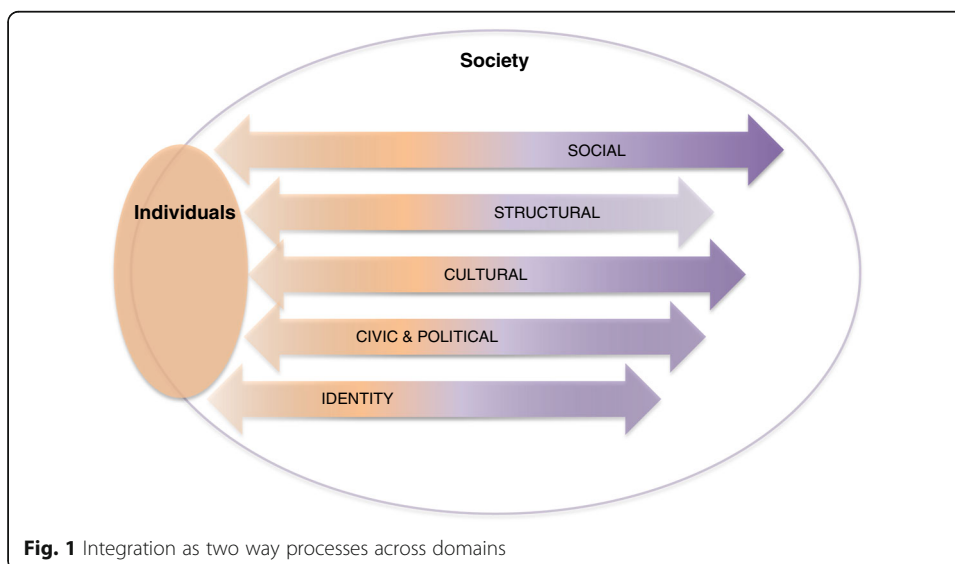 Society
SOCIAL
Individuals
STRUCTURAL
CULTURAL
CIVIC & POLITICAL
IDENTITY
Fig. 1 Integration as two way processes across domains